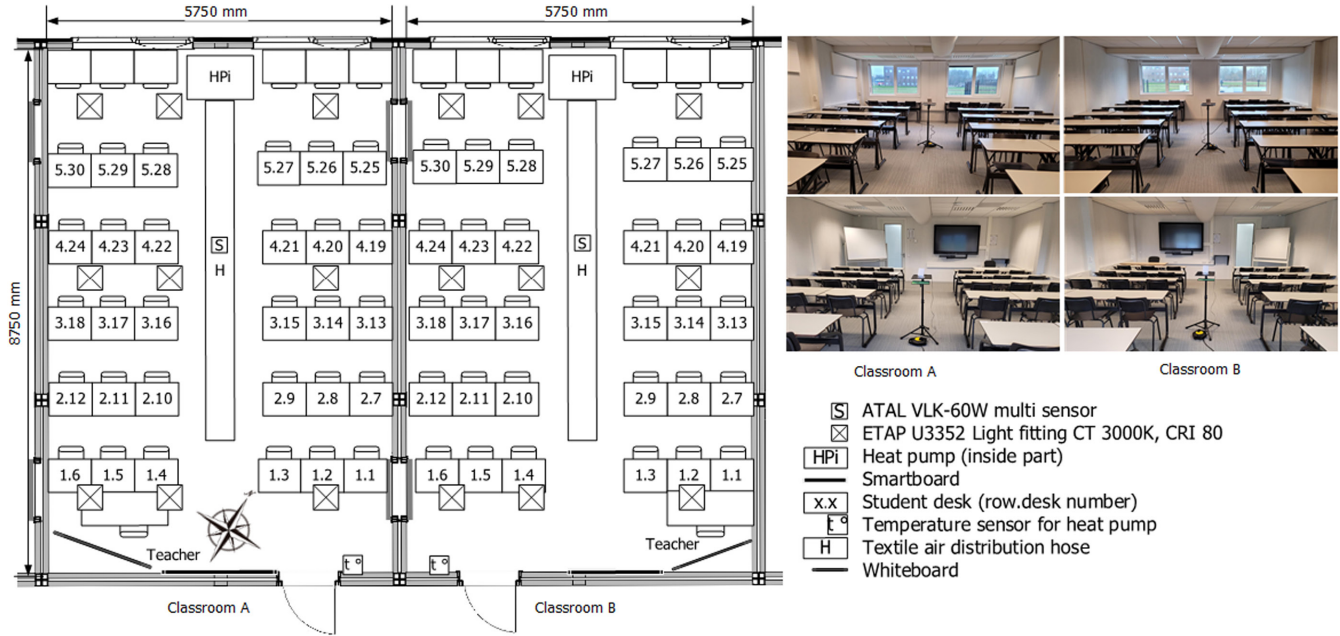 5750 mm 5750 mm
8750 mm
HPi HPi
5.30 5.29 5.28 5.27 5.26 5.25 5.30 5.29 5.28 5.27 5.26 5.25
4.24 4.23 4.22 S 4.21 4.20 4.19 4.24 4.23 4.22 S 4.21 4.20 4.19
H H
3.18 3.17 3.16 3.15 3.14 3.13 3.18 3.17 3.16 3.15 3.14 3.13
2.12 2.11 2.10 2.9 2.8 2.7 2.12 2.11 2.10 2.9 2.8 2.7
1.6 1.5 1.4 1.3 1.2 1.1 1.6 1.5 1.4 1.3 1.2 1.1
Teacher Teacher
t° t°
Classroom A Classroom B
Classroom A Classroom B
S ATAL VLK-60W multi sensor
ETAP U3352 Light fitting CT 3000K, CRI 80
HPi Heat pump (inside part)
Smartboard
x.x Student desk (row.desk number)
t° Temperature sensor for heat pump
H Textile air distribution hose
Whiteboard